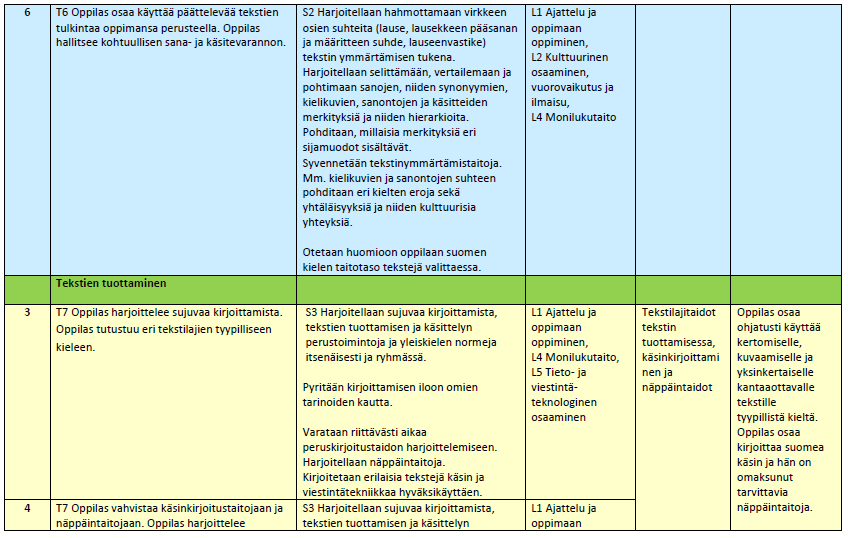 6
T6 Oppilas osaa käyttää päättelevää tekstien
tulkintaa oppimansa perusteella. Oppilas
hallitsee kohtuullisen sana- ja käsitevarannon.
S2 Harjoitellaan hahmottamaan virkkeen
osien suhteita (lause, lausekkeen pääsanan
ja määritteen suhde, lauseenvastike)
tekstin ymmärtämisen tukena.
Harjoitellaan selittämään, vertailemaan ja
pohtimaan sanojen, niiden synonyymien,
kielikuvien, sanontojen ja käsitteiden
merkityksiä ja niiden hierarkioita.
Pohditaan, millaisia merkityksiä eri
sijamuodot sisältävät.
Syvennetään tekstinymmärtämistaitoja.
Mm. kielikuvien ja sanontojen suhteen
pohditaan eri kielten eroja sekä
yhtäläisyyksiä ja niiden kulttuurisia
yhteyksiä.
Otetaan huomioon oppilaan suomen
kielen taitotaso tekstejä valittaessa.
L1 Ajattelu ja
oppimaan
oppiminen,
L2 Kulttuurinen
osaaminen,
vuorovaikutus ja
ilmaisu,
L4 Monilukutaito
Tekstien tuottaminen
3
T7 Oppilas harjoittelee sujuvaa kirjoittamista.
Oppilas tutustuu eri tekstilajien tyypilliseen
kieleen.
S3 Harjoitellaan sujuvaa kirjoittamista,
tekstien tuottamisen ja käsittelyn
perustoimintoja ja yleiskielen normeja
itsenäisesti ja ryhmässä.
Pyritään kirjoittamisen iloon omien
tarinoiden kautta.
Varataan riittävästi aikaa
peruskirjoitustaidon harjoittelemiseen.
Harjoitellaan näppäintaitoja.
Kirjoitetaan erilaisia tekstejä käsin ja
viestintätekniikkaa hyväksikäyttäen.
L1 Ajattelu ja
oppimaan
oppiminen,
L4 Monilukutaito,
L5 Tieto- ja
viestintä-
teknologinen
osaaminen
Tekstilajitaidot
tekstin
tuottamisessa,
käsinkirjoittami
nen ja
näppäintaidot
Oppilas osaa
ohjatusti käyttää
kertomiselle,
kuvaamiselle ja
yksinkertaiselle
kantaaottavalle
tekstille
tyypillistä kieltä.
Oppilas osaa
kirjoittaa suomea
käsin ja hän on
omaksunut
tarvittavia
näppäintaitoja.
4
T7 Oppilas vahvistaa käsinkirjoitustaitojaan ja
näppäintaitojaan. Oppilas harjoittelee
S3 Harjoitellaan sujuvaa kirjoittamista,
tekstien tuottamisen ja käsittelyn
L1 Ajattelu ja
oppimaan